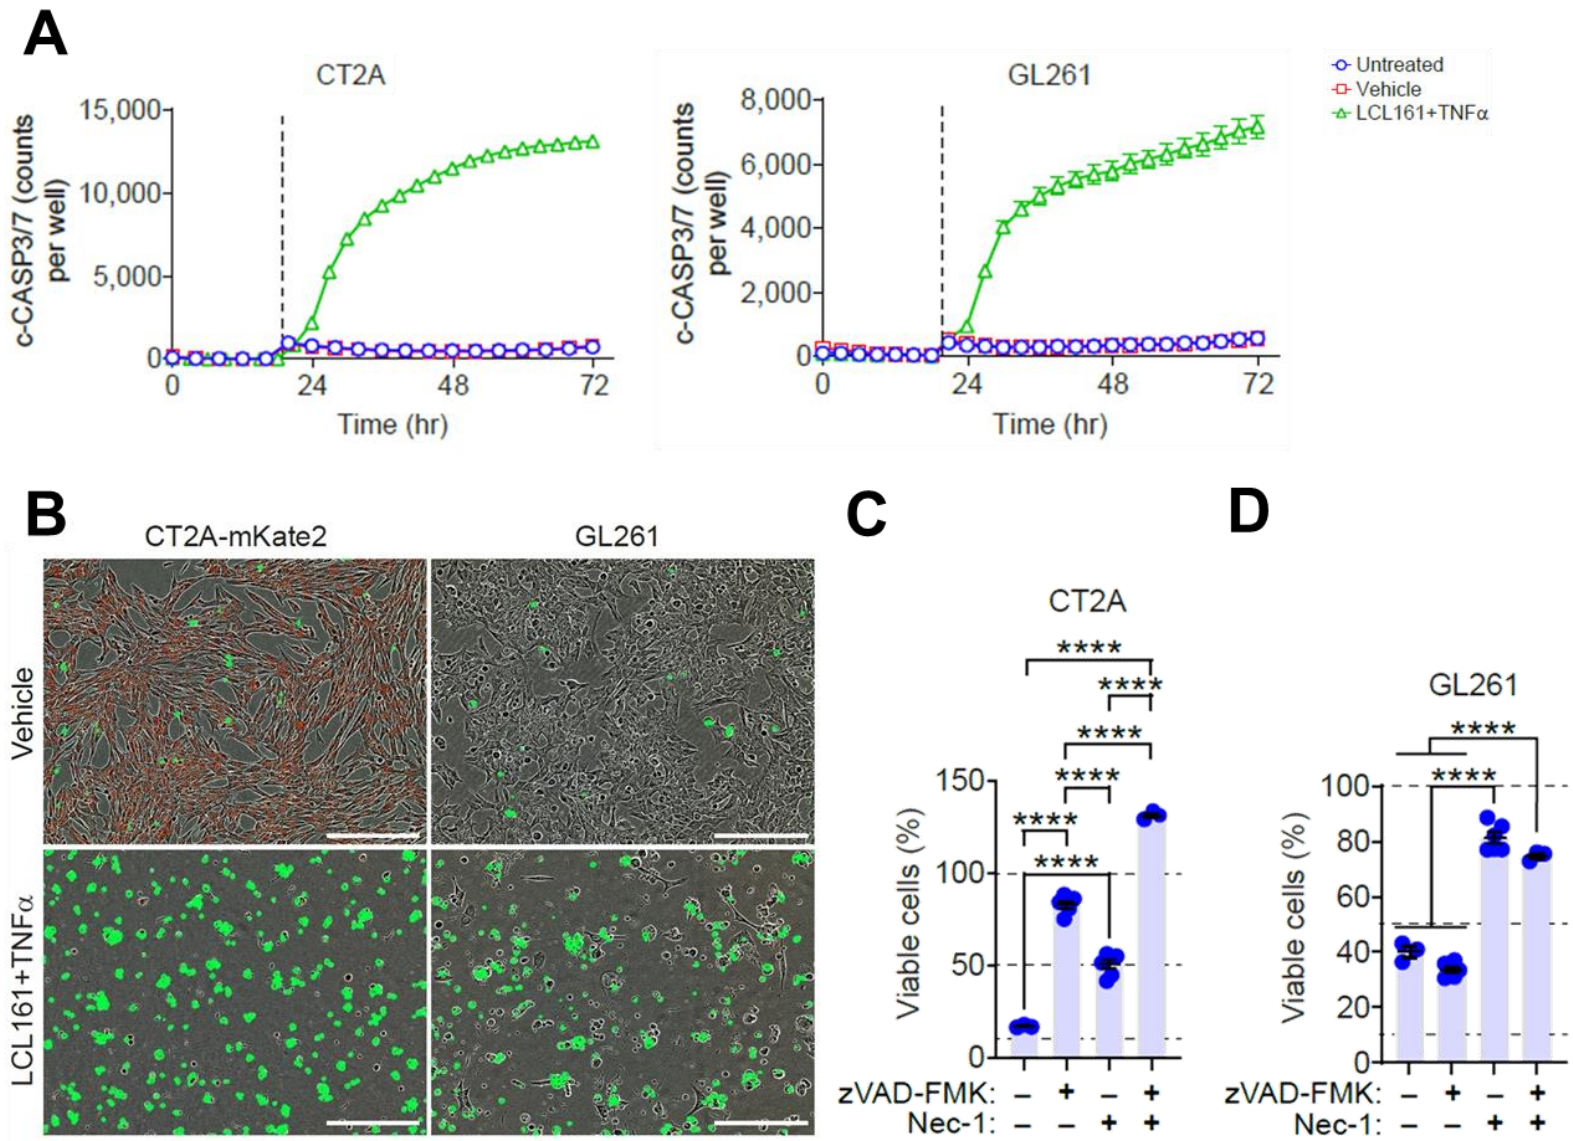 A
CT2A
15,000
10,000
5,000
0
c-CASP3/7 (counts
per well)
0 24 48 72
Time (hr)
GL261
8,000
6,000
4,000
2,000
0
c-CASP3/7 (counts
per well)
0 24 48 72
Time (hr)
Untreated
Vehicle
LCL161+TNFα
B
CT2A-mKate2 GL261
Vehicle
LCL161+TNFα
C
CT2A
****
****
****
****
****
****
150
100
50
0
Viable cells (%)
zVAD-FMK: – + – +
Nec-1: – – + +
D
GL261
****
****
100
80
60
40
20
0
Viable cells (%)
zVAD-FMK: – + – +
Nec-1: – – + +